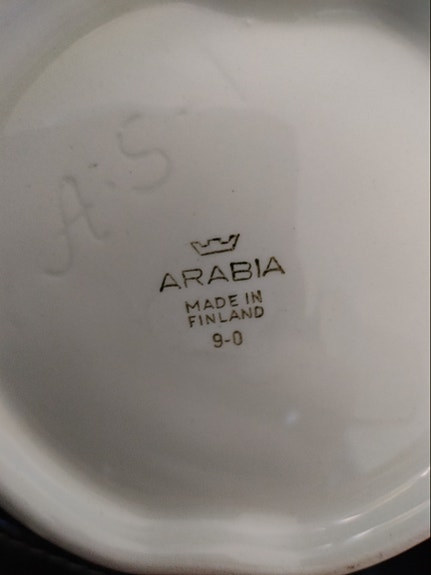 A·S
ARABIA
MADE IN
FINLAND
9-0